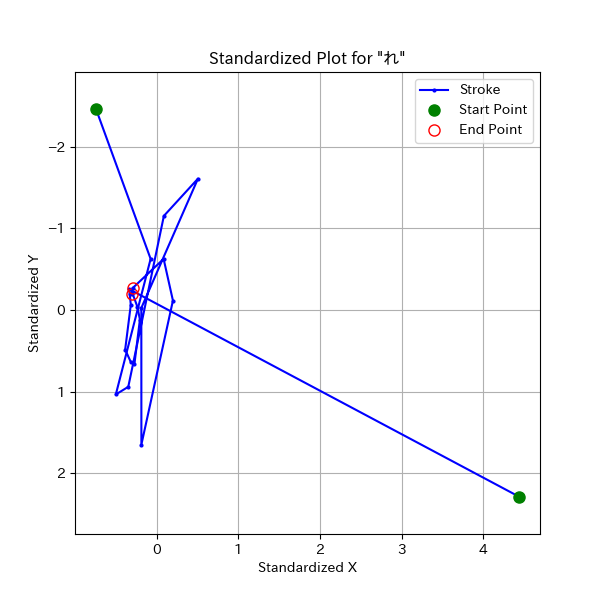 Standardized Plot for "れ"
Stroke
Start Point
End Point
−2
−1
0
1
2
Standardized Y
0 1 2 3 4
Standardized X